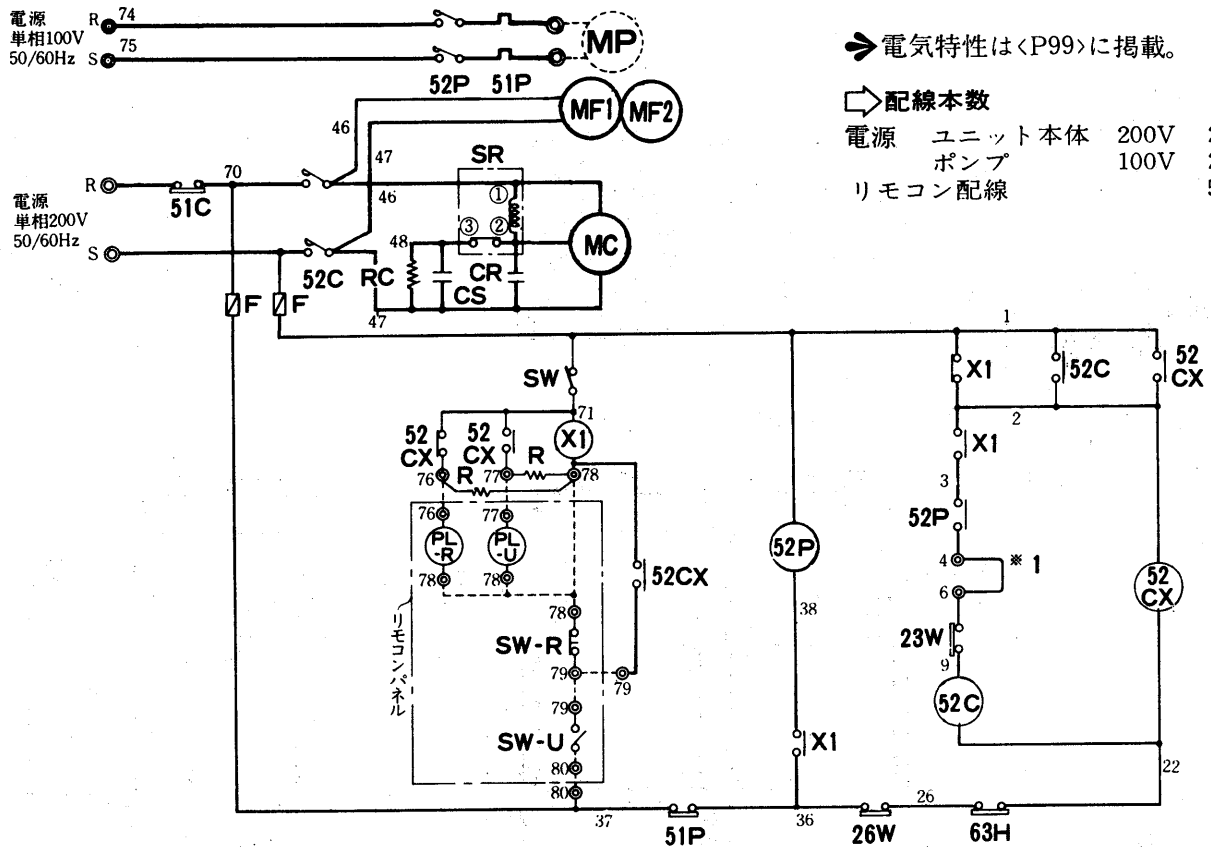 電源
単相100V
50/60Hz
R 74
S 75
52P 51P
MP
➔電気特性は<P99>に掲載。
⇨配線本数
電源 ユニット本体 200V
ポンプ 100V
リモコン配線
MF1 MF2
46
47
46
SR
70
R
51C
電源
単相200V
50/60Hz
S
① 
③ ②
48
MC
52C RC
CR
CS
47
F F
1
SW
X1 52C 52
CX
71
2
52
CX
52
CX
X1
R R
76 77 78
X1
3
52P
76 77
PL
-R
PL
-U
78 78
52P
52CX
4 ※1
6
52
CX
リモコンパネル
78
38
SW-R
23W
79 79
9
52C
79
SW-U
X1
80
80
22
37 51P 36 26W 26 63H